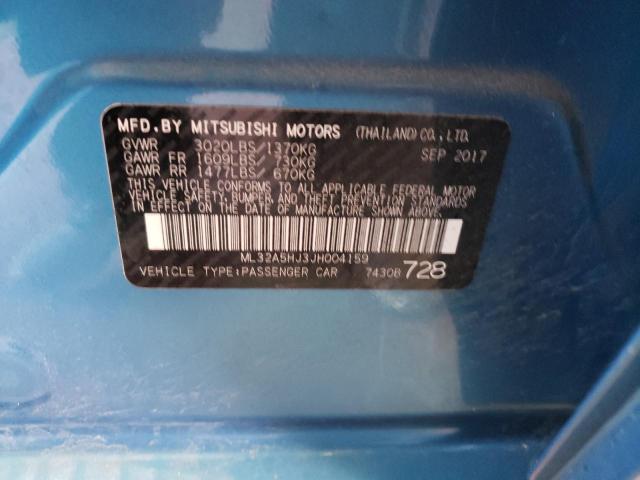 MFD.BY MITSUBISHI MOTORS (THAILAND) CO., LTD.
GVWR 3020LBS/1370KG SEP 2017
GAWR FR 1609LBS/ 730KG
GAWR RR 1477LBS/ 670KG
THIS VEHICLE CONFORMS TO ALL APPLICABLE FEDERAL MOTOR
VEHICLE SAFETY, BUMPER, AND THEFT PREVENTION STANDARDS
IN EFFECT ON THE DATE OF MANUFACTURE SHOWN ABOVE.
ML32A5HJ3JH004159
VEHICLE TYPE:PASSENGER CAR 7430B 728